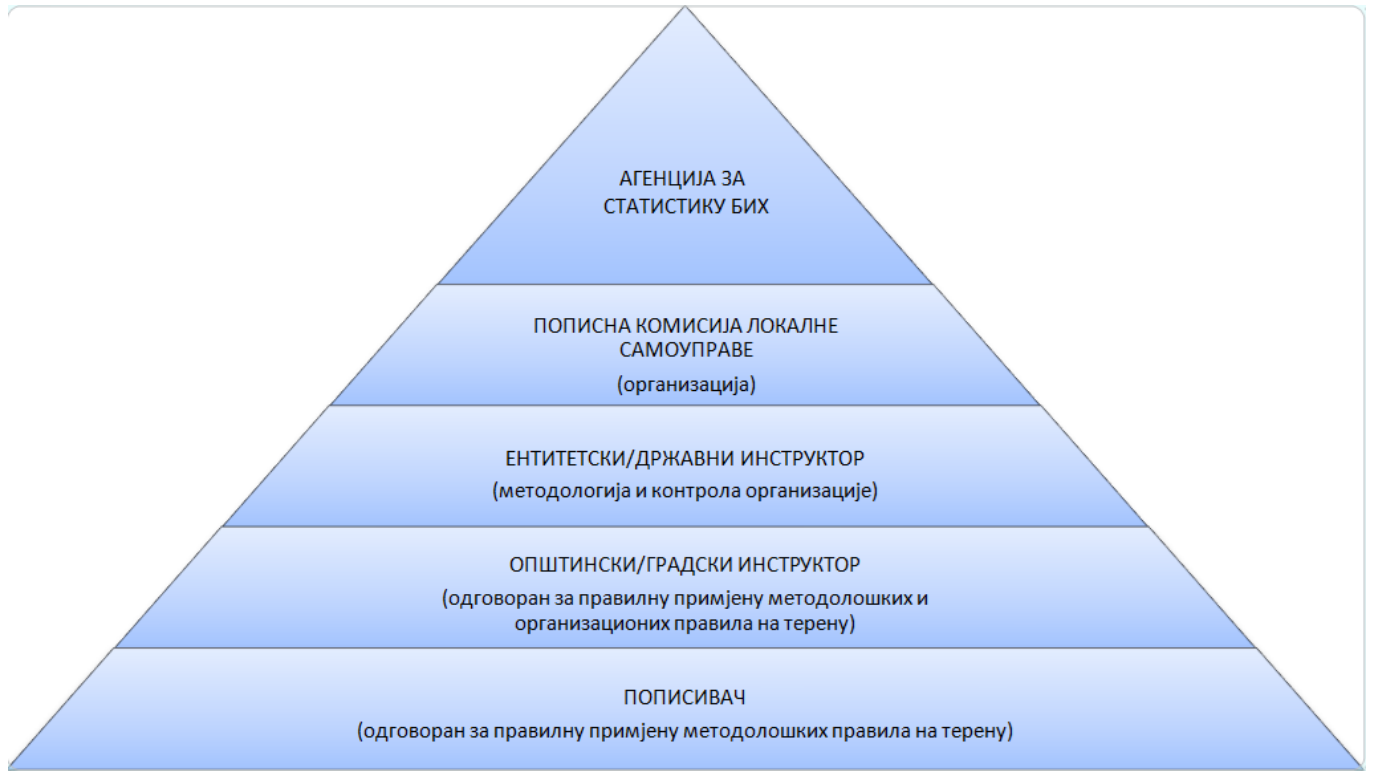 АГЕНЦИЈА ЗА
СТАТИСТИКУ БИХ
ПОПИСНА КОМИСИЈА ЛОКАЛНЕ
САМОУПРАВЕ
(организација)
ЕНТИТЕТСКИ/ДРЖАВНИ ИНСТРУКТОР
(методологија и контрола организације)
ОПШТИНСКИ/ГРАДСКИ ИНСТРУКТОР
(одговоран за правилну примјену методолошких и
организационих правила на терену)
ПОПИСИВАЧ
(одговоран за правилну примјену методолошких правила на терену)